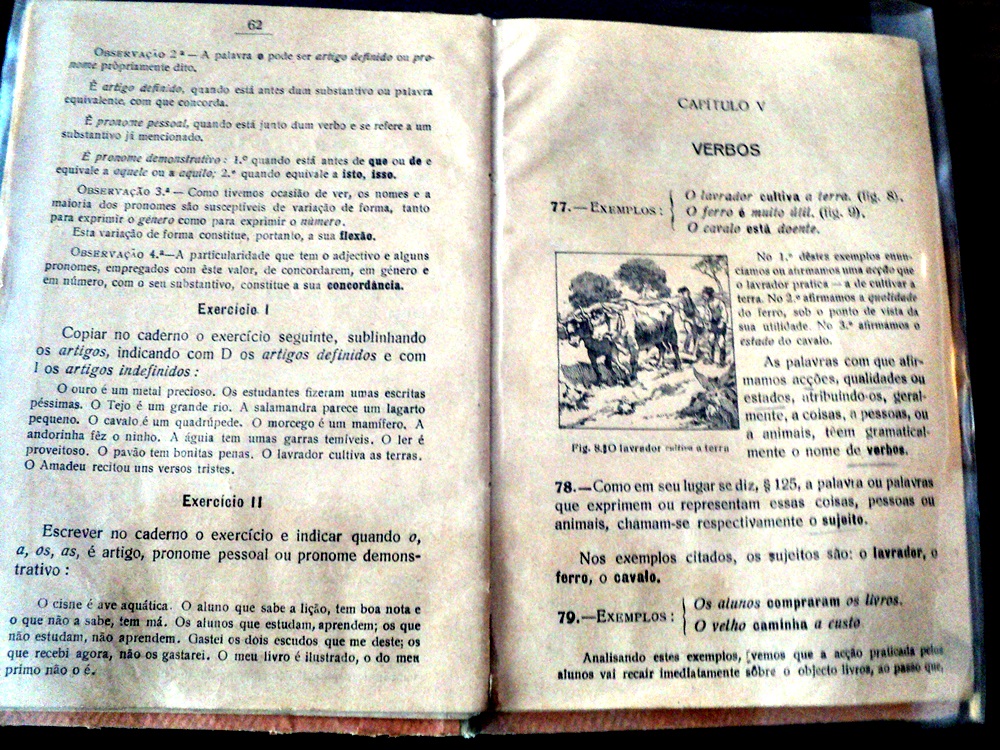 62
OBSERVAÇÃO 2.ª — A palavra o pode ser artigo definido ou pro-
nome pròpriamente dito.
É artigo definido, quando está antes dum substantivo ou palavra
equivalente, com que concorda.
É pronome pessoal, quando está junto dum verbo e se refere a um
substantivo já mencionado.
É pronome demonstrativo: 1.º quando está antes de que ou de e
equivale a aquele ou a aquilo; 2.º quando equivale a isto, isso.
OBSERVAÇÃO 3.ª — Como tivemos ocasião de ver, os nomes e a
maioria dos pronomes são susceptíveis de variação de forma, tanto
para exprimir o género como para exprimir o número.
Esta variação de forma constitue, portanto, a sua flexão.
OBSERVAÇÃO 4.ª—A particularidade que tem o adjectivo e alguns
pronomes, empregados com êste valor, de concordarem, em género e
em número, com o seu substantivo, constitue a sua concordância.
Exercício I
Copiar no caderno o exercício seguinte, sublinhando
os artigos, indicando com D os artigos definidos e com
I os artigos indefinidos:
O ouro é um metal precioso. Os estudantes fizeram umas escritas
péssimas. O Tejo é um grande rio. A salamandra parece um lagarto
pequeno. O cavalo é um quadrúpede. O morcego é um mamífero. A
andorinha fêz o ninho. A águia tem umas garras temíveis. O ler é
proveitoso. O pavão tem bonitas penas. O lavrador cultiva as terras.
O Amadeu recitou uns versos tristes.
Exercício II
Escrever no caderno o exercício e indicar quando o,
a, os, as, é artigo, pronome pessoal ou pronome demons-
trativo:
O cisne é ave aquática. O aluno que sabe a lição, tem boa nota e
o que não a sabe, tem má. Os alunos que estudam, aprendem; os que
não estudam, não aprendem. Gastei os dois escudos que me deste; os
que recebi agora, não os gastarei. O meu livro é ilustrado, o do meu
primo não o é.
CAPÍTULO V
VERBOS
77.—EXEMPLOS:
O lavrador cultiva a terra. (fig. 8).
O ferro é muito útil. (fig. 9).
O cavalo está doente.
No 1.º dêstes exemplos enun-
ciamos ou afirmamos uma acção que
o lavrador pratica — a de cultivar a
terra. No 2.º afirmamos a qualidade
do ferro, sob o ponto de vista da
sua utilidade. No 3.º afirmamos o
estado do cavalo.
As palavras com que afir-
mamos acções, qualidades ou
estados, atribuindo-os, geral-
mente, a coisas, a pessoas, ou
a animais, têem gramatical-
mente o nome de verbos.
Fig. 8. O lavrador cultiva a terra
78.—Como em seu lugar se diz, § 125, a palavra ou palavras
que exprimem ou representam essas coisas, pessoas ou
animais, chamam-se respectivamente o sujeito.
Nos exemplos citados, os sujeitos são: o lavrador, o
ferro, o cavalo.
79.—EXEMPLOS:
Os alunos compraram os livros.
O velho caminha a custo
Analisando estes exemplos, vemos que a acção praticada pelos
alunos vai recair imediatamente sôbre o objecto livros, ao passo que,